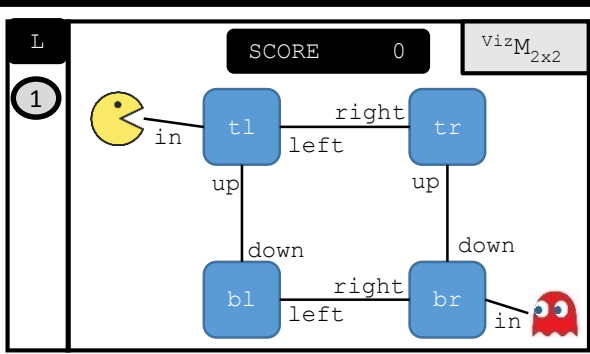 L
SCORE 0
VizM2x2
1
in
tl
right
left
tr
up
up
down
down
bl
right
left
br
in